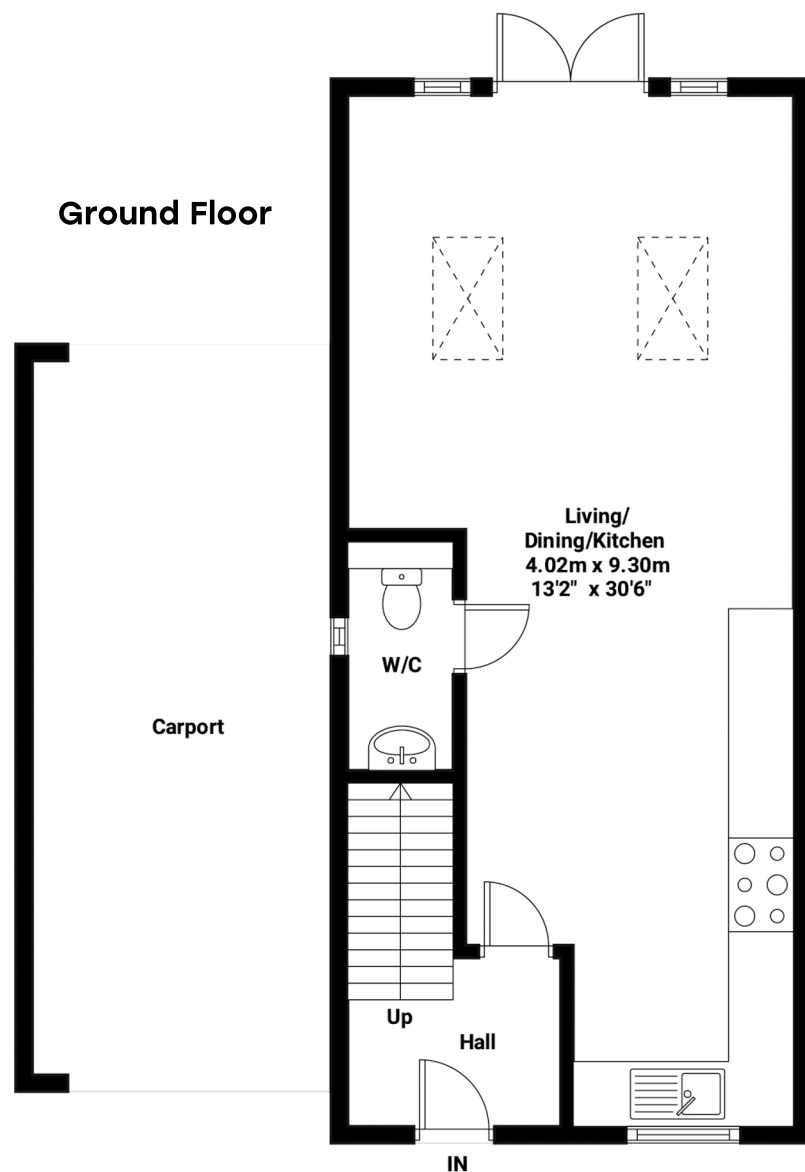 Ground Floor
Living/
Dining/Kitchen
4.02m x 9.30m
13'2" x 30'6"
W/C
Carport
Up
Hall
IN